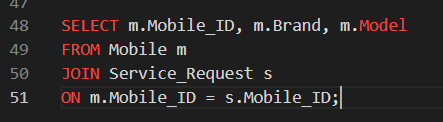 47
48 SELECT m.Mobile_ID, m.Brand, m.Model
49 FROM Mobile m
50 JOIN Service_Request s
51 ON m.Mobile_ID = s.Mobile_ID;